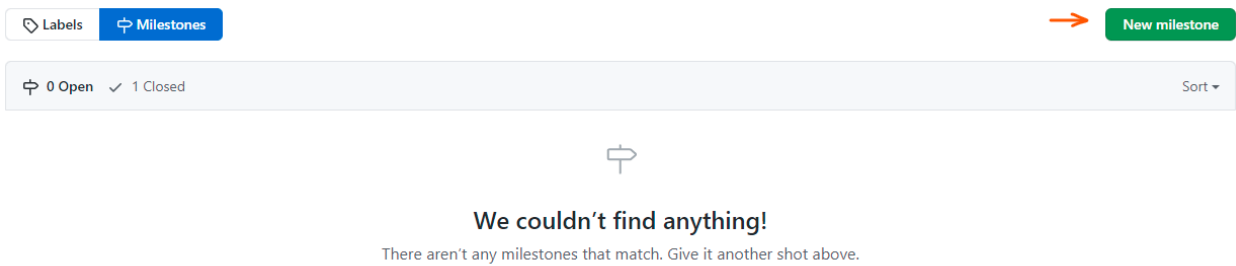 Labels Milestones New milestone
0 Open 1 Closed Sort
We couldn’t find anything!
There aren’t any milestones that match. Give it another shot above.